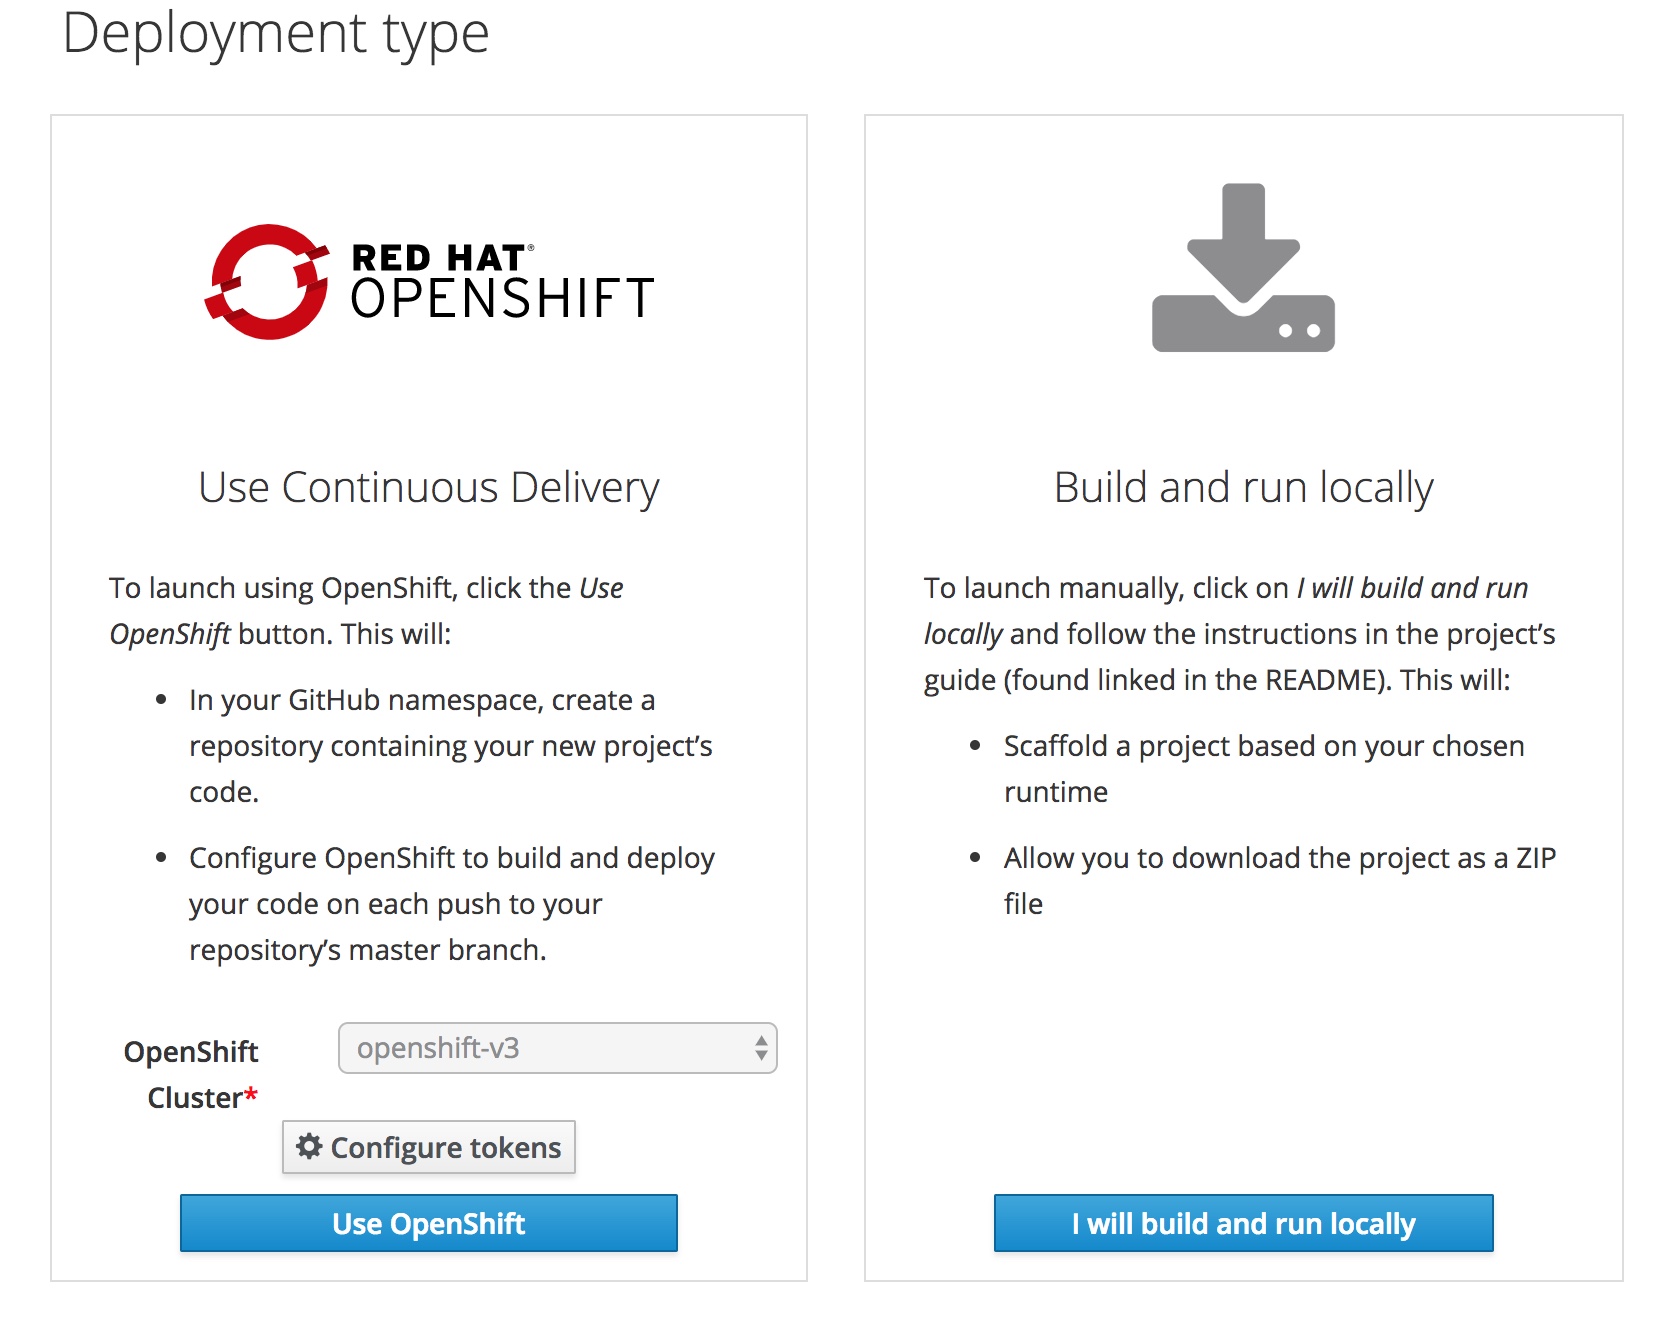 Deployment type
RED HAT®
OPENSHIFT
Use Continuous Delivery
To launch using OpenShift, click the Use
OpenShift button. This will:
• In your GitHub namespace, create a
repository containing your new project’s
code.
• Configure OpenShift to build and deploy
your code on each push to your
repository’s master branch.
OpenShift
Cluster*
openshift-v3
Configure tokens
Use OpenShift
Build and run locally
To launch manually, click on I will build and run
locally and follow the instructions in the project’s
guide (found linked in the README). This will:
• Scaffold a project based on your chosen
runtime
• Allow you to download the project as a ZIP
file
I will build and run locally